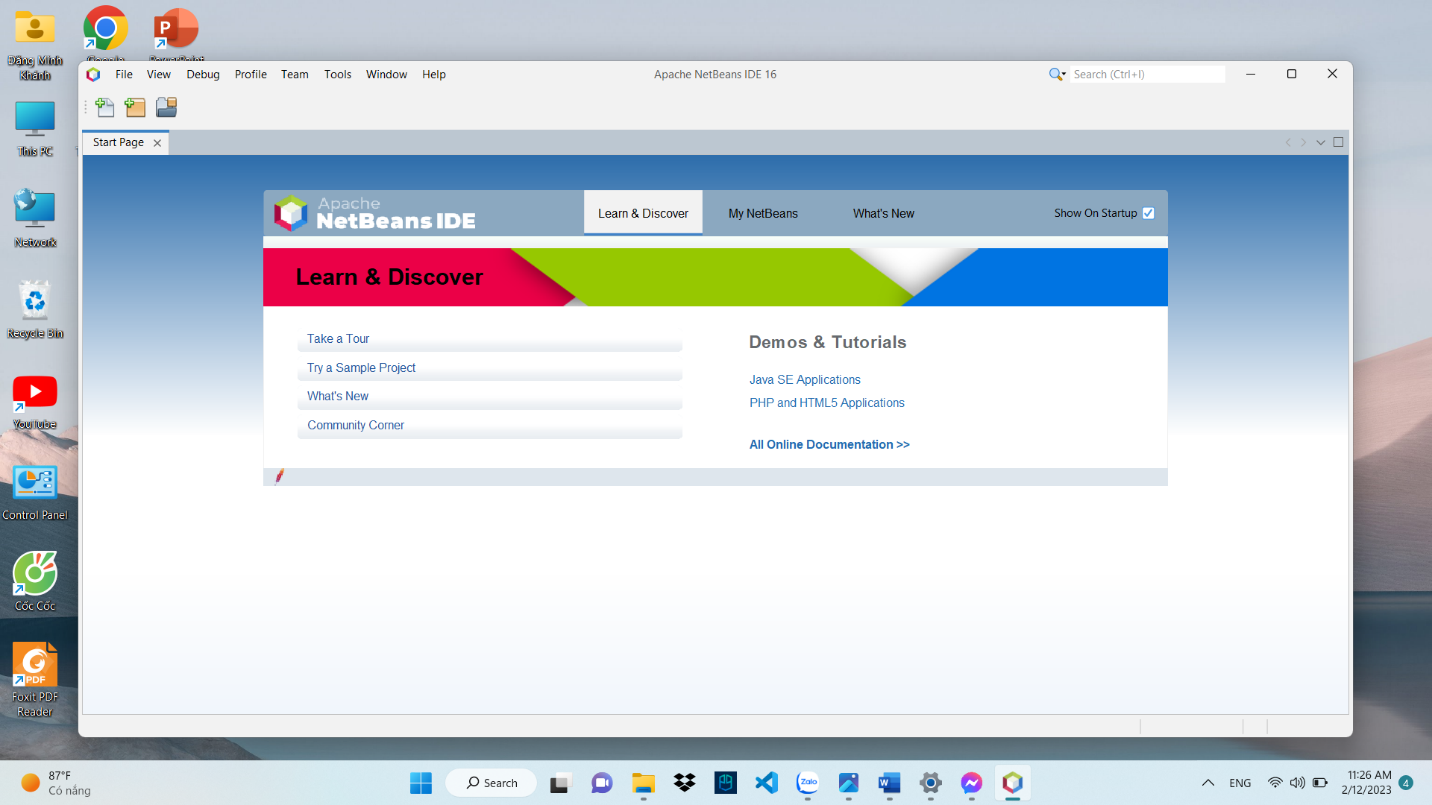 Đặng Minh
Khánh
This PC
Network
Recycle Bin
YouTube
Control Panel
Cốc Cốc
Foxit PDF
Reader
File View Debug Profile Team Tools Window Help
Apache NetBeans IDE 16
Search (Ctrl+I)
Start Page
Apache
NetBeans IDE
Learn & Discover
My NetBeans
What's New
Show On Startup
Learn & Discover
Take a Tour
Try a Sample Project
What's New
Community Corner
Demos & Tutorials
Java SE Applications
PHP and HTML5 Applications
All Online Documentation >>
87°F
Có nắng
Search
Zalo
ENG
11:26 AM
2/12/2023
4